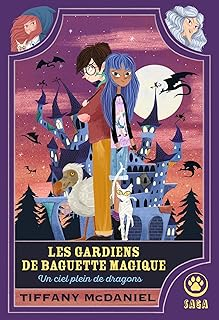 LES GARDIENS
DE BAGUETTE MAGIQUE
Un ciel plein de dragons
TIFFANY McDANIEL
SAGA